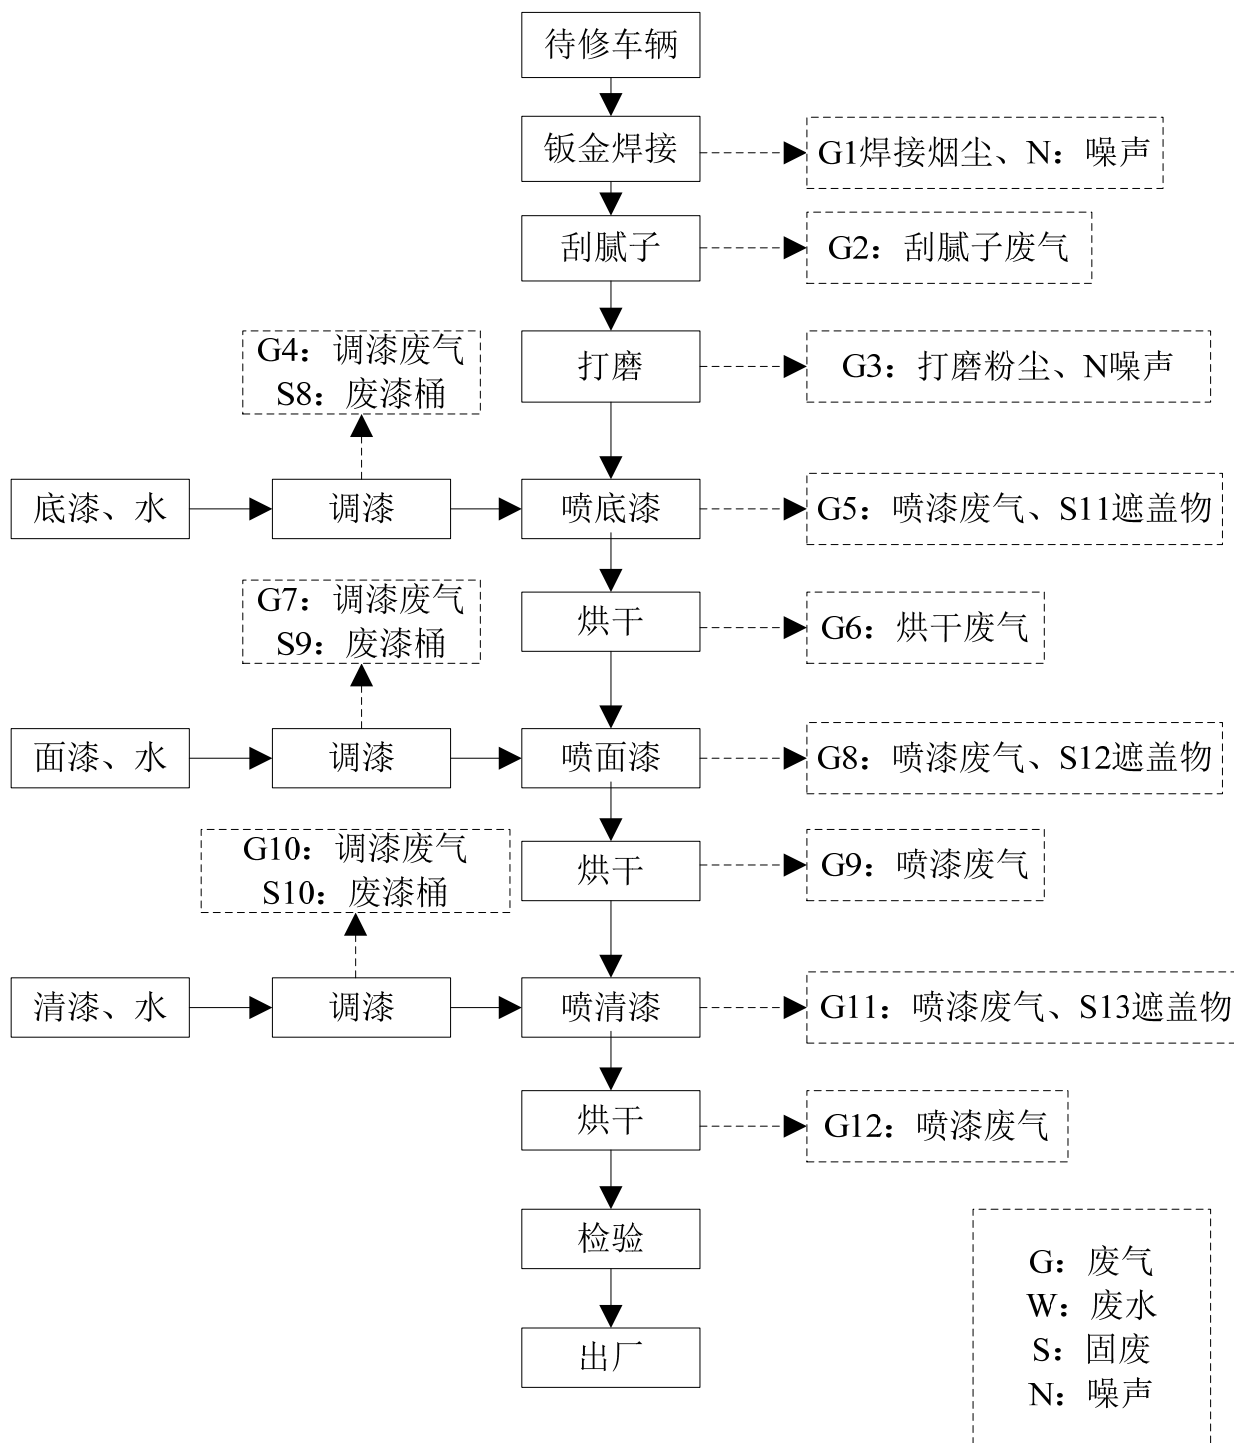 待修车辆
钣金焊接
G1焊接烟尘、N：噪声
刮腻子
G2：刮腻子废气
打磨
G3：打磨粉尘、N噪声
G4：调漆废气
S8：废漆桶
底漆、水
调漆
喷底漆
G5：喷漆废气、S11遮盖物
G7：调漆废气
S9：废漆桶
烘干
G6：烘干废气
面漆、水
调漆
喷面漆
G8：喷漆废气、S12遮盖物
G10：调漆废气
S10：废漆桶
烘干
G9：喷漆废气
清漆、水
调漆
喷清漆
G11：喷漆废气、S13遮盖物
烘干
G12：喷漆废气
检验
出厂
G：废气
W：废水
S：固废
N：噪声